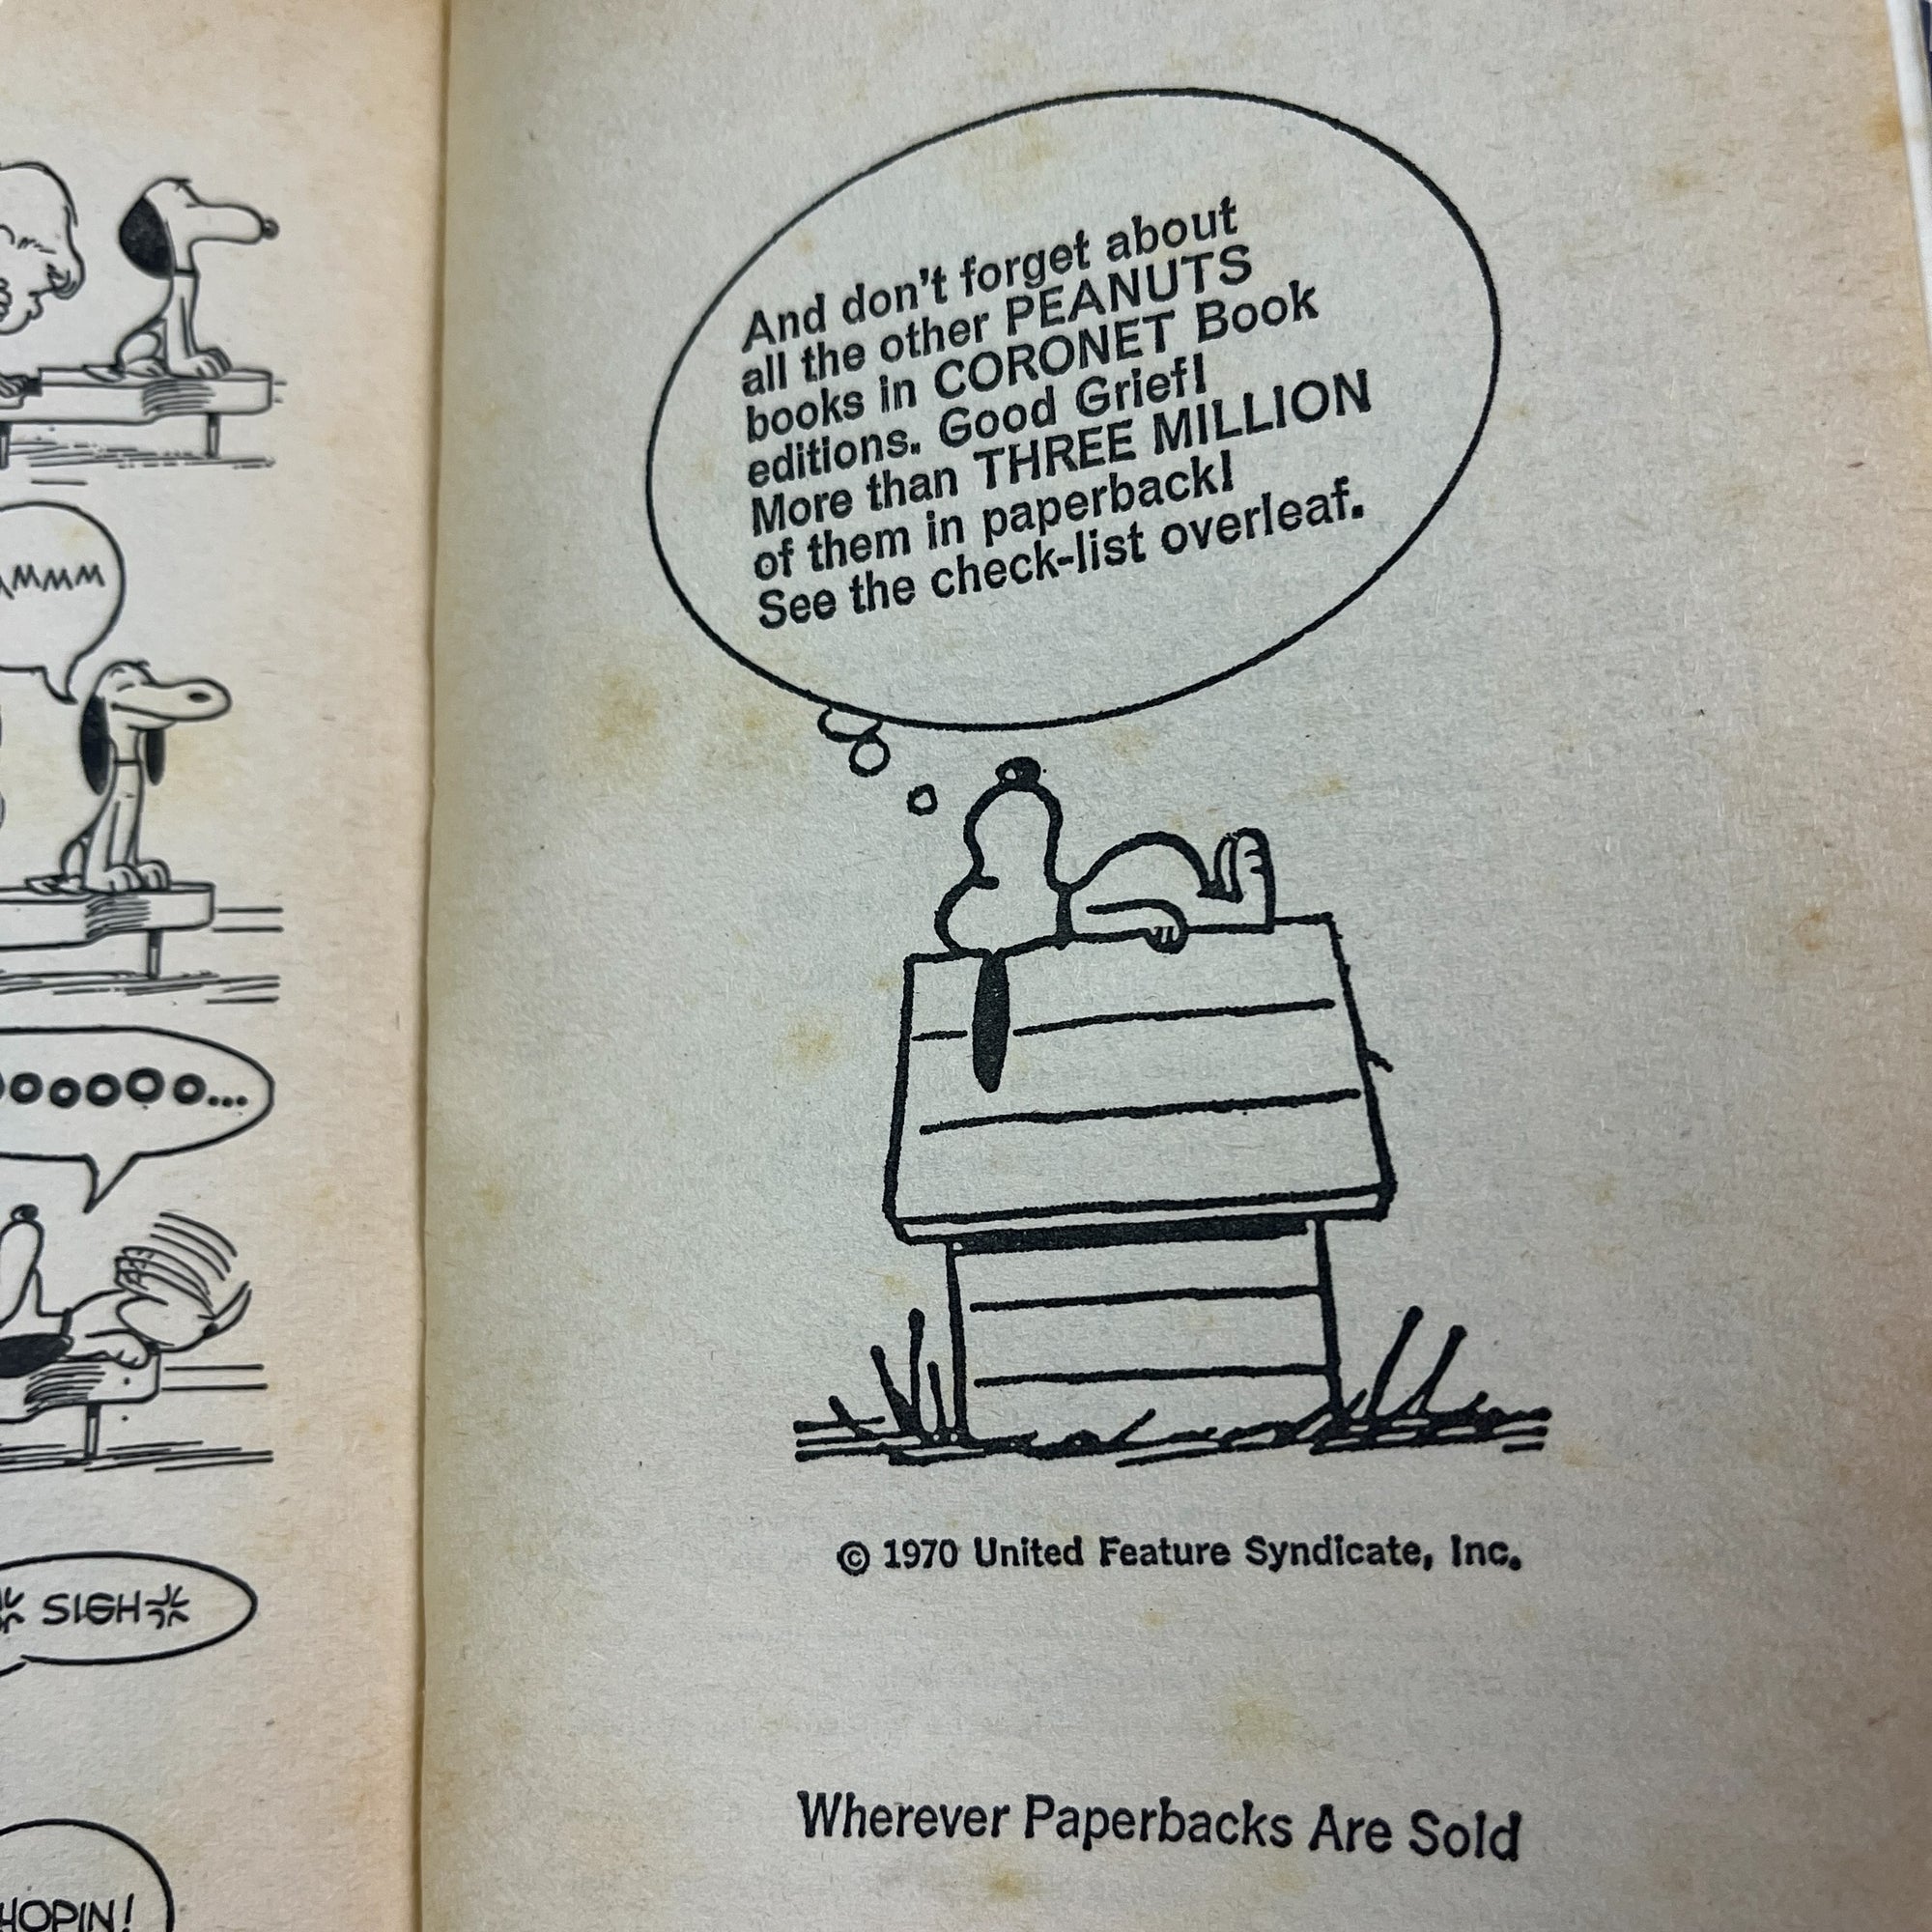 MMM
OOOOO...
SIGH
HOPIN!
And don't forget about
all the other PEANUTS
books in CORONET Book
editions. Good Grief!
More than THREE MILLION
of them in paperback!
See the check-list overleaf.
© 1970 United Feature Syndicate, Inc.
Wherever Paperbacks Are Sold